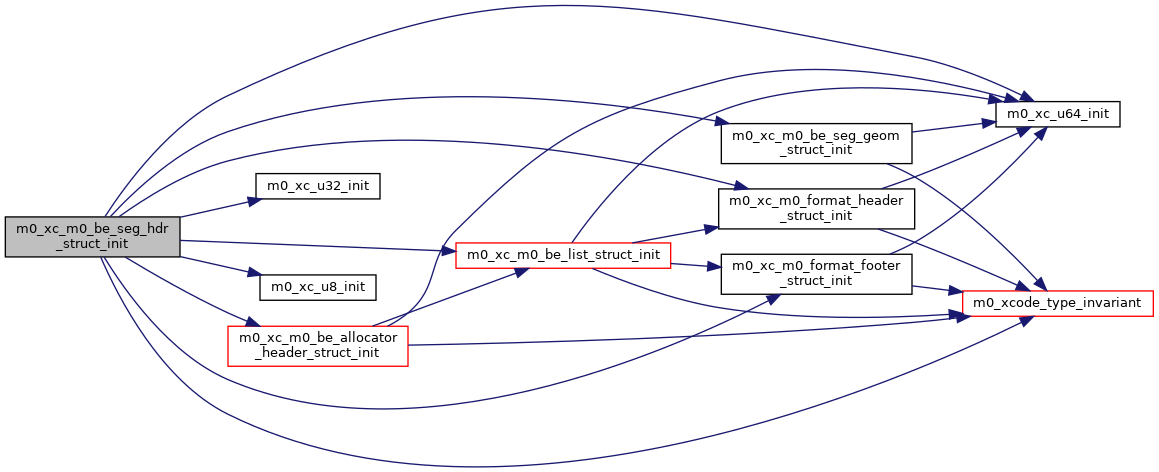 m0_xc_m0_be_seg_hdr
_struct_init
m0_xc_u32_init
m0_xc_u8_init
m0_xc_m0_be_allocator
_header_struct_init
m0_xc_m0_be_list_struct_init
m0_xc_m0_be_seg_geom
_struct_init
m0_xc_m0_format_header
_struct_init
m0_xc_m0_format_footer
_struct_init
m0_xc_u64_init
m0_xcode_type_invariant